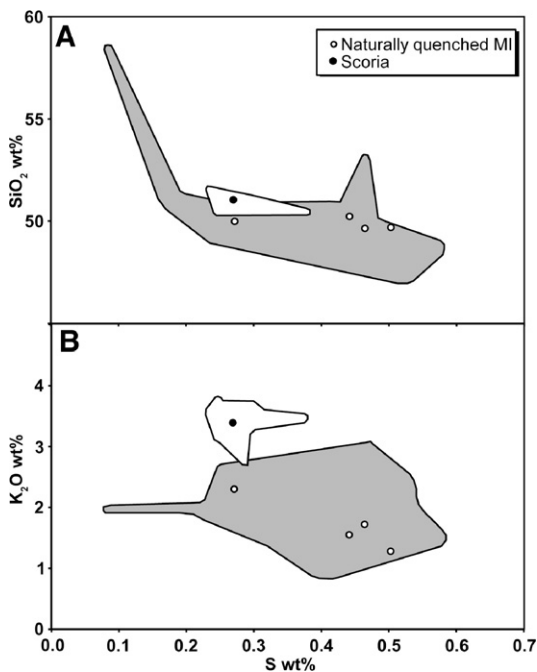 60
A
Naturally quenched MI
Scoria
55
SiO₂ wt%
50
B
4
3
K₂O wt%
2
1
0
0.0 0.1 0.2 0.3 0.4 0.5 0.6 0.7
S wt%